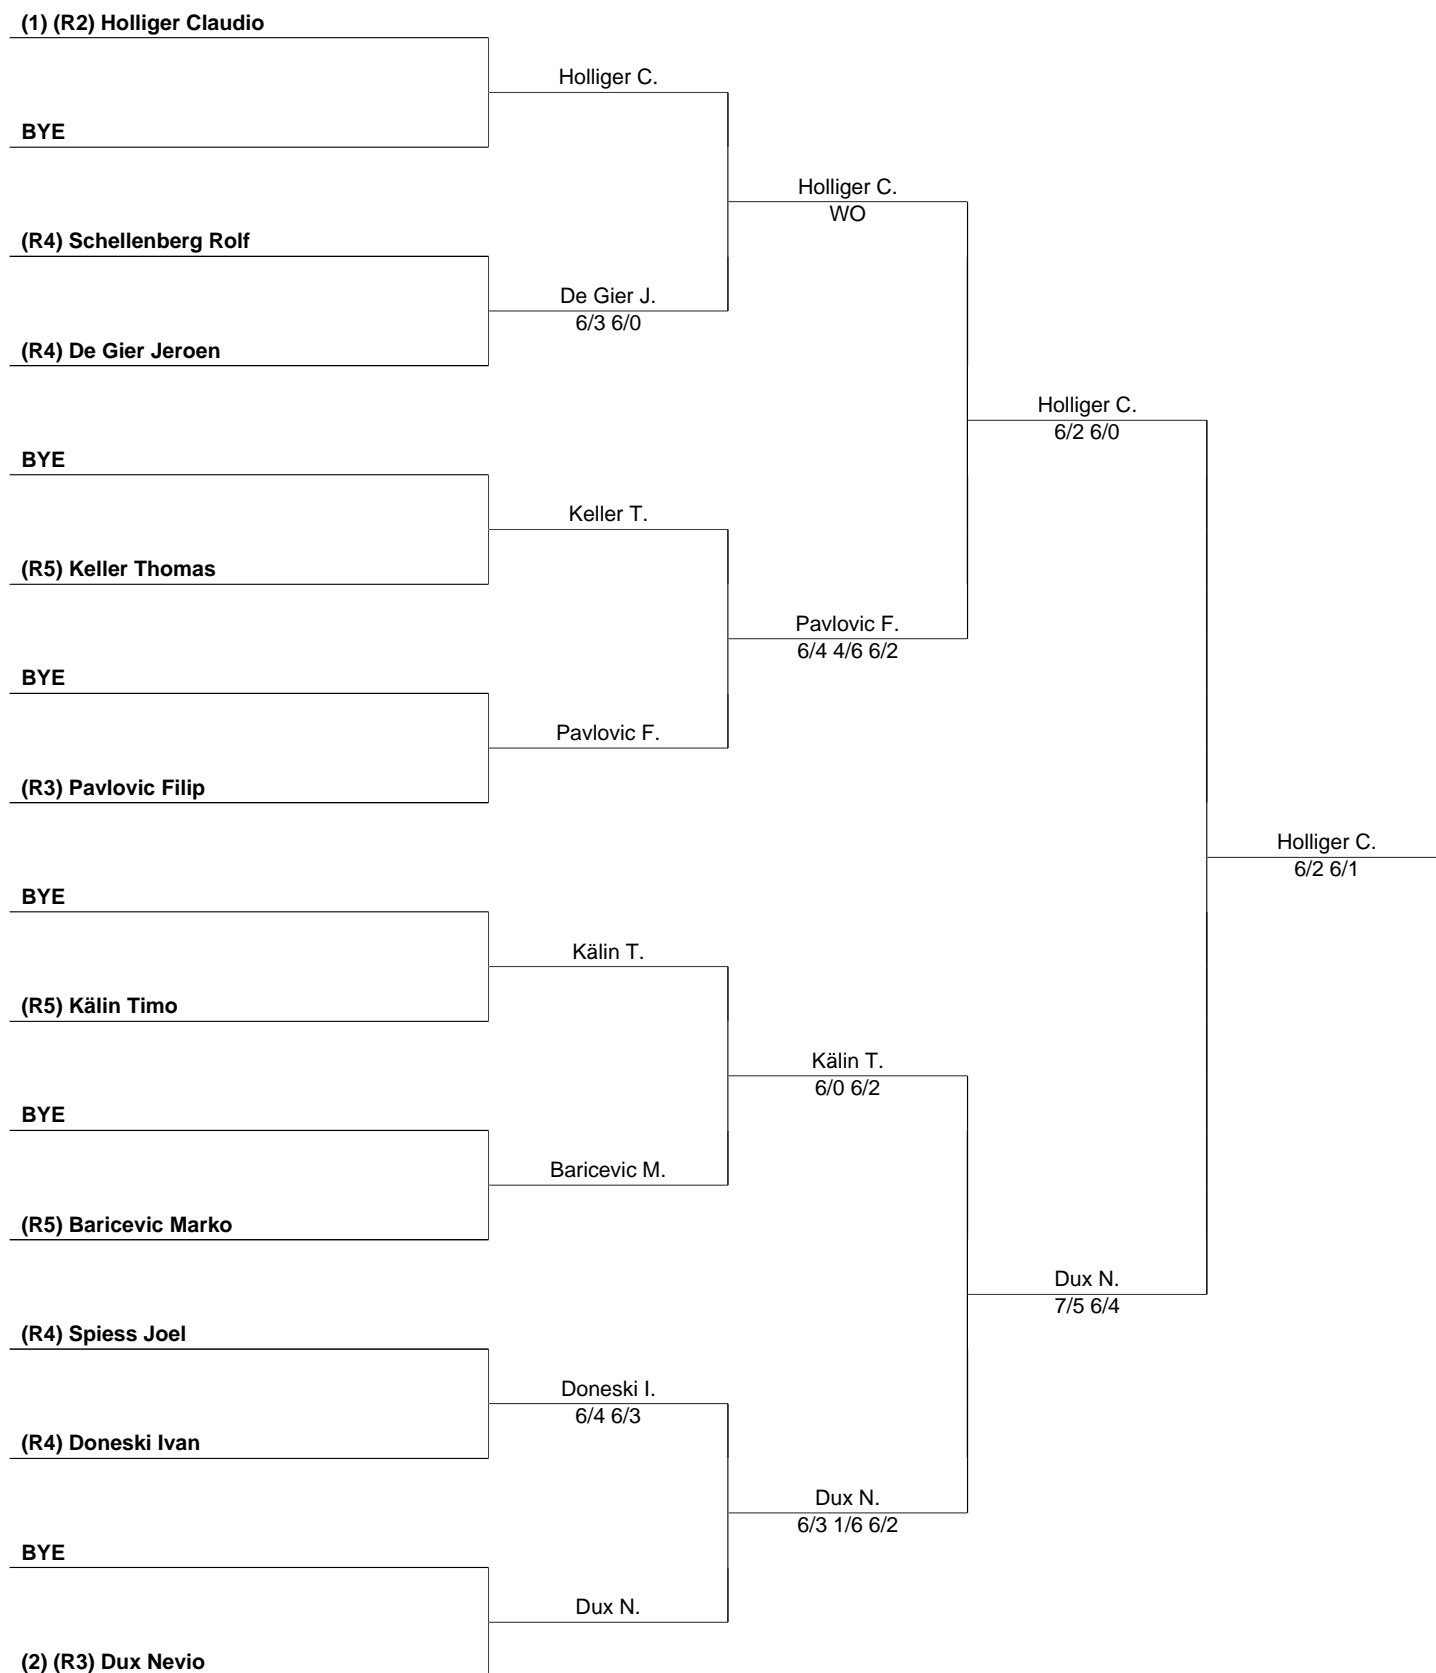 (1) (R2) Holliger Claudio
Holliger C.
BYE
Holliger C.
WO
(R4) Schellenberg Rolf
De Gier J.
6/3 6/0
(R4) De Gier Jeroen
Holliger C.
6/2 6/0
BYE
Keller T.
(R5) Keller Thomas
Pavlovic F.
6/4 4/6 6/2
BYE
Pavlovic F.
(R3) Pavlovic Filip
Holliger C.
6/2 6/1
BYE
Kälin T.
(R5) Kälin Timo
Kälin T.
6/0 6/2
BYE
Baricevic M.
(R5) Baricevic Marko
Dux N.
7/5 6/4
(R4) Spiess Joel
Doneski I.
6/4 6/3
(R4) Doneski Ivan
Dux N.
6/3 1/6 6/2
BYE
Dux N.
(2) (R3) Dux Nevio